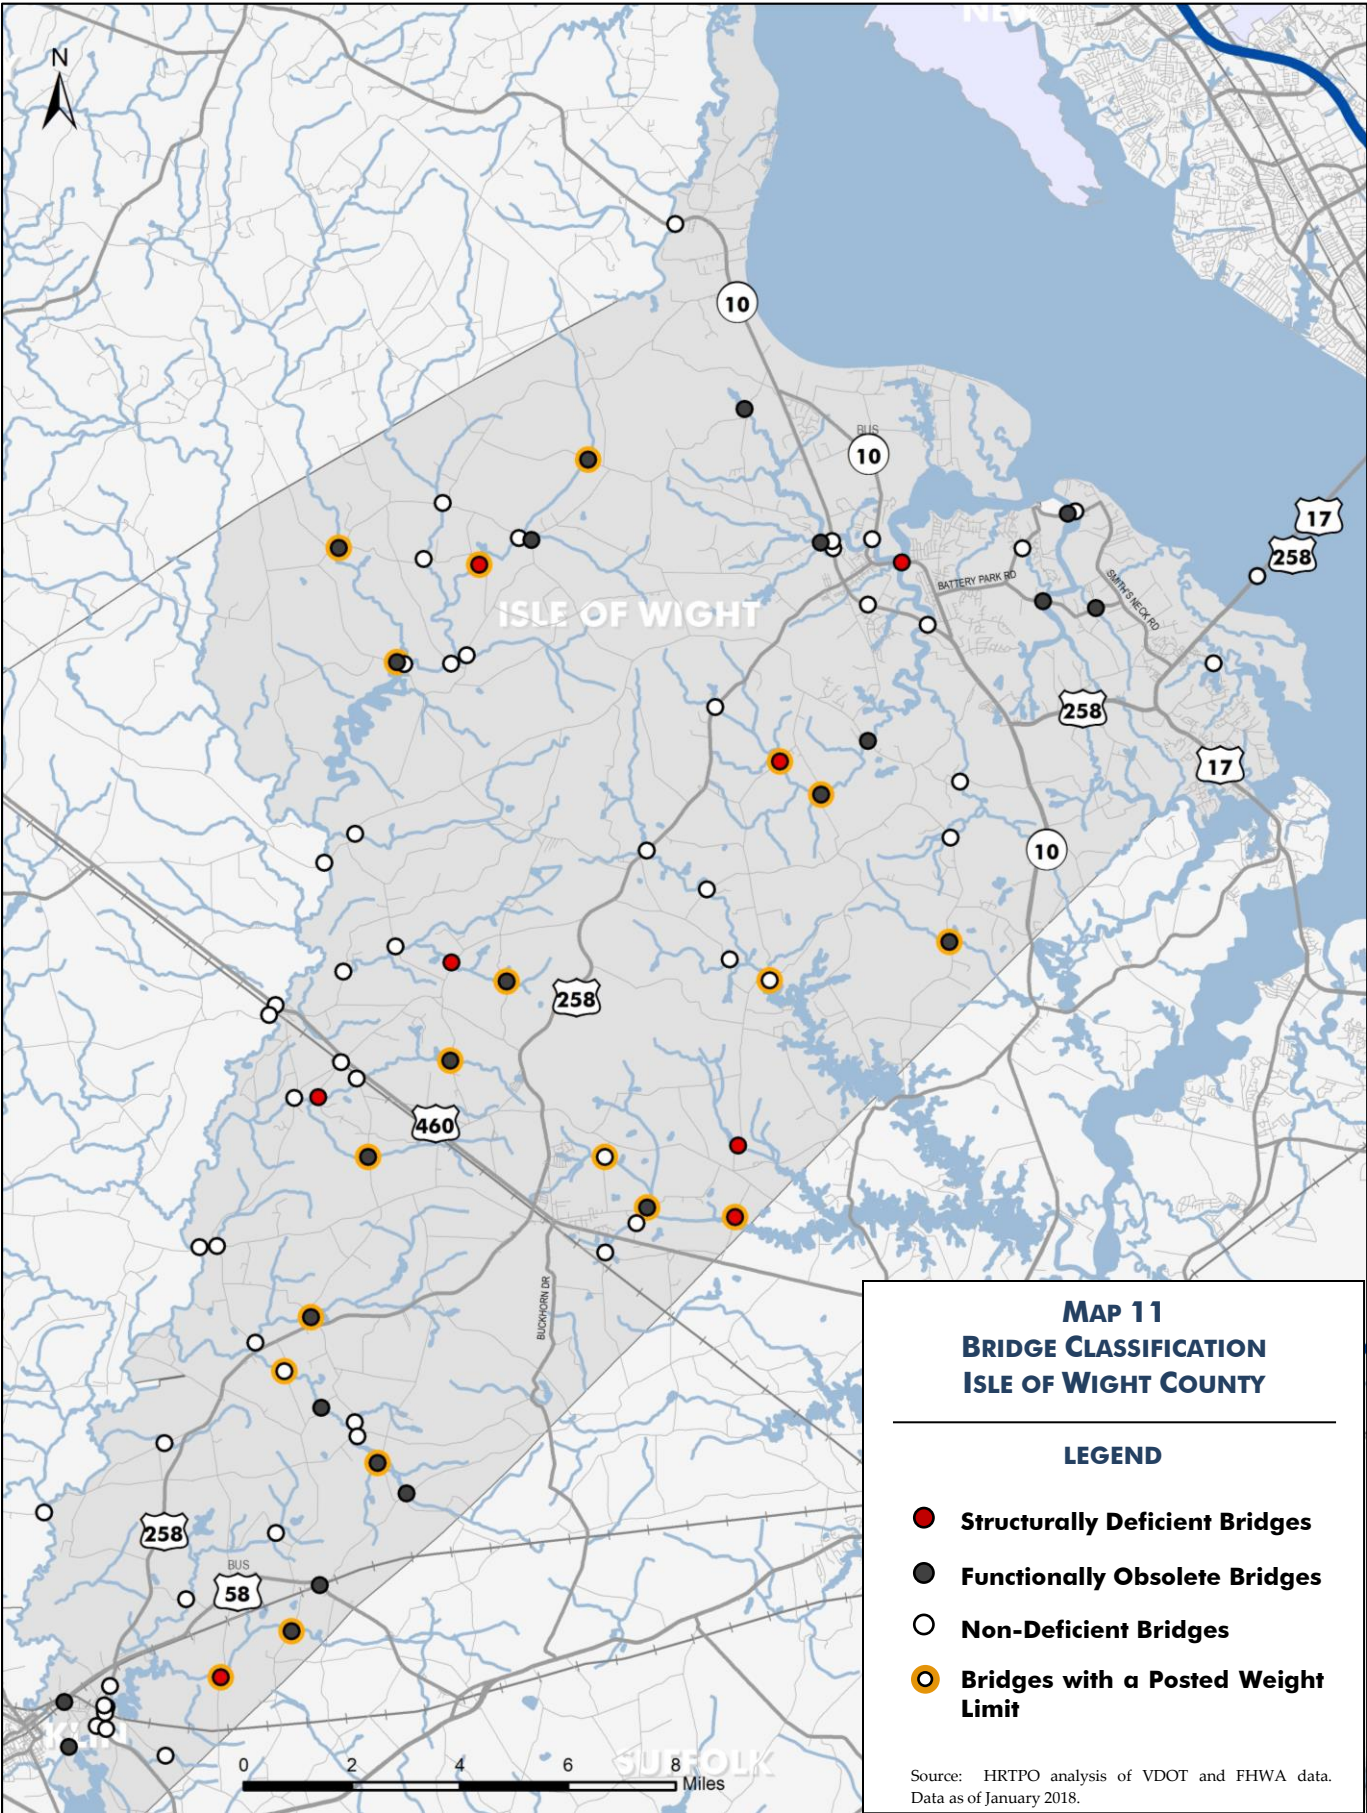 NE
N
10
BUS
10
17
258
BATTERY PARK RD
SMITH'S NECK RD
ISLE OF WIGHT
258
17
10
258
460
BUCKHORN DR
258
BUS
58
KLIN
SUFFOLK
0 2 4 6 8
Miles
MAP 11
BRIDGE CLASSIFICATION
ISLE OF WIGHT COUNTY
LEGEND
Structurally Deficient Bridges
Functionally Obsolete Bridges
Non-Deficient Bridges
Bridges with a Posted Weight
Limit
Source: HRTPO analysis of VDOT and FHWA data.
Data as of January 2018.